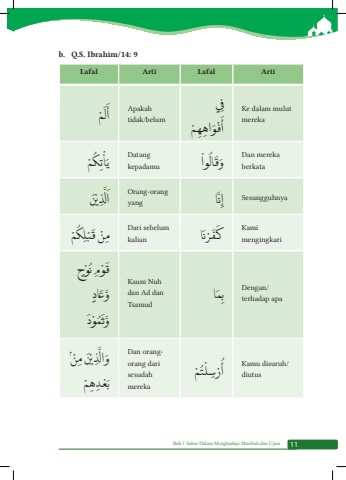 b. Q.S. Ibrahim/14: 9
Lafal Arti Lafal Arti
أَلَمْ Apakah tidak/belum فِيْ أَفْوَاهِهِمْ Ke dalam mulut mereka
يَأْتِكُمْ Datang kepadamu وَقَالُوْا Dan mereka berkata
الَّذِيْنَ Orang-orang yang إِنَّا Sesungguhnya
مِنْ قَبْلِكُمْ Dari sebelum kalian كَفَرْنَا Kami mengingkari
قَوْمِ نُوْحٍ وَّعَادٍ وَّثَمُوْدَ Kaum Nuh dan Ad dan Tsamud بِمَا Dengan/ terhadap apa
وَالَّذِيْنَ مِنْ بَعْدِهِمْ Dan orang-orang dari sesudah mereka أُرْسِلْتُمْ Kamu disuruh/ diutus
Bab 1 Sabar Dalam Menghadapi Musibah dan Ujian 11